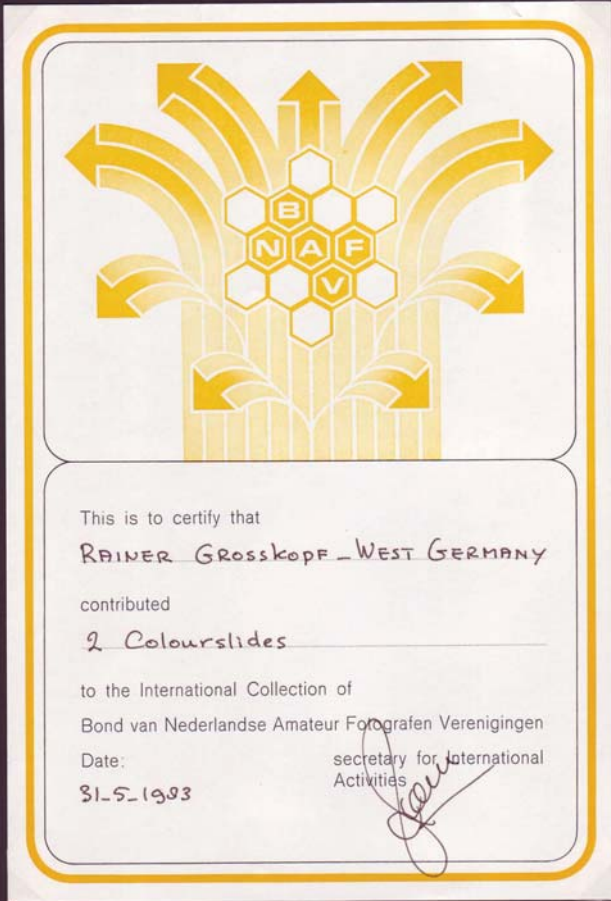 B
NAF
V
This is to certify that
RAINER GROSSKOPF _ WEST GERMANY
contributed
2 Colourslides
to the International Collection of
Bond van Nederlandse Amateur Fotografen Verenigingen
Date:
secretary for International
Activities
31-5-1983